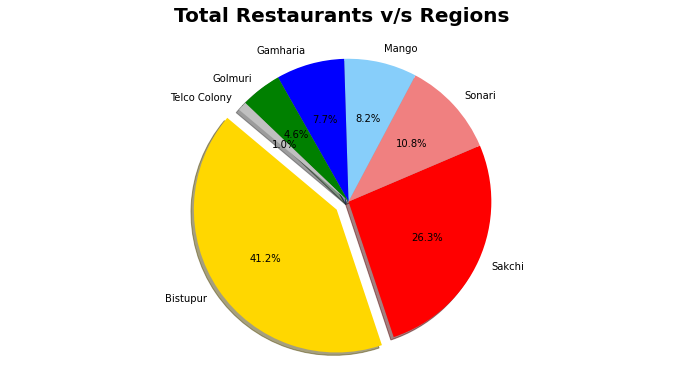 Total Restaurants v/s Regions
Mango
Gamharia
Golmuri
Sonari
Telco Colony
8.2%
7.7%
4.6%
10.8%
1.0%
26.3%
41.2%
Sakchi
Bistupur